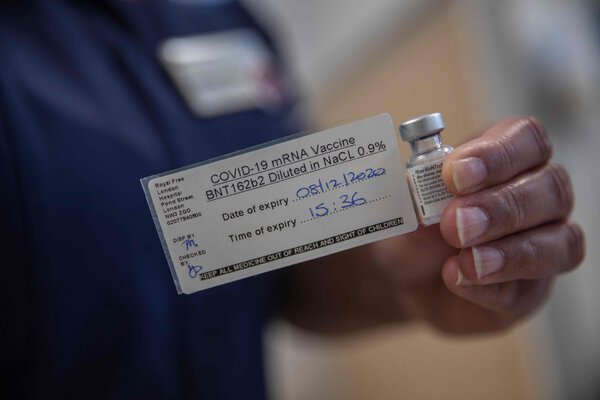 Royal Free
London
Hospital
Pond Street
London
NW3 2QG
02077940500
DISP BY
CHECKED
BY
COVID-19 mRNA Vaccine
BNT162b2 Diluted in NaCL 0.9%
Date of expiry 08/12/2020
Time of expiry 15:36
KEEP ALL MEDICINE OUT OF REACH AND SIGHT OF CHILDREN